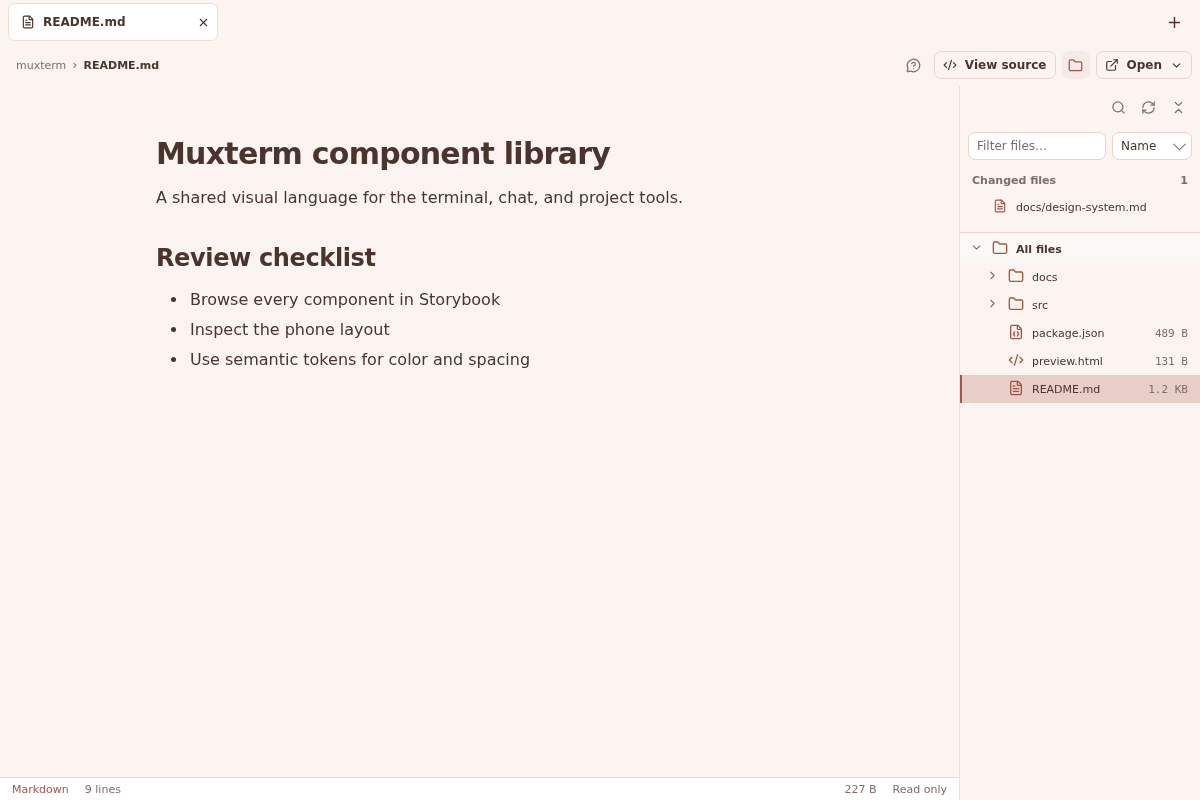 README.md
muxterm › README.md
View source
Open
Muxterm component library
A shared visual language for the terminal, chat, and project tools.
Review checklist
• Browse every component in Storybook
• Inspect the phone layout
• Use semantic tokens for color and spacing
Filter files...
Name
Changed files 1
docs/design-system.md
All files
docs
src
package.json 489 B
preview.html 131 B
README.md 1.2 KB
Markdown 9 lines 227 B Read only